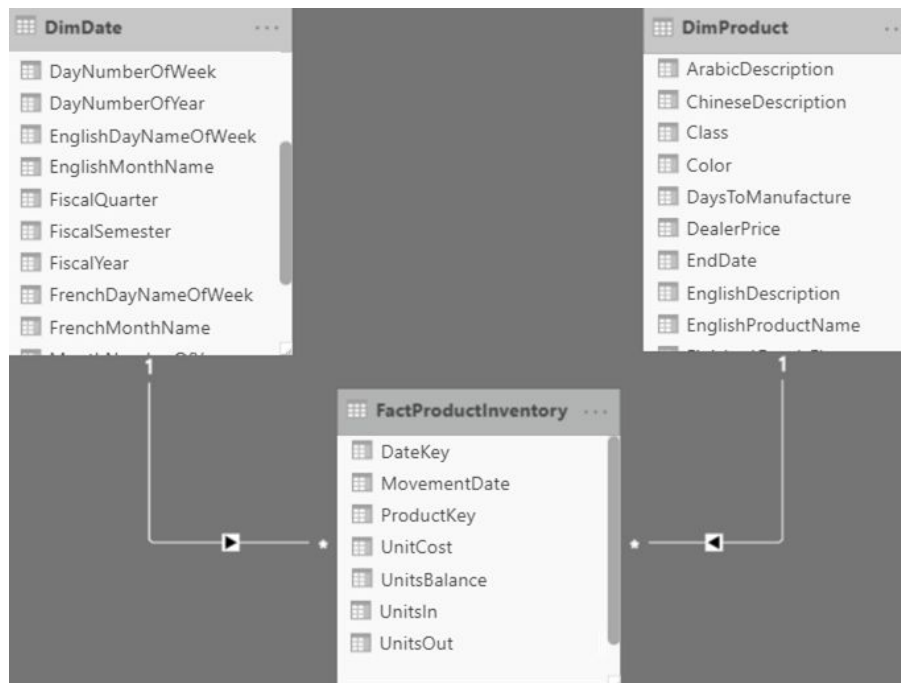 DimDate ...
DayNumberOfWeek
DayNumberOfYear
EnglishDayNameOfWeek
EnglishMonthName
FiscalQuarter
FiscalSemester
FiscalYear
FrenchDayNameOfWeek
FrenchMonthName
1
DimProduct ..
ArabicDescription
ChineseDescription
Class
Color
DaysToManufacture
DealerPrice
EndDate
EnglishDescription
EnglishProductName
1
FactProductInventory ...
DateKey
MovementDate
ProductKey
UnitCost
UnitsBalance
UnitsIn
UnitsOut
*
*